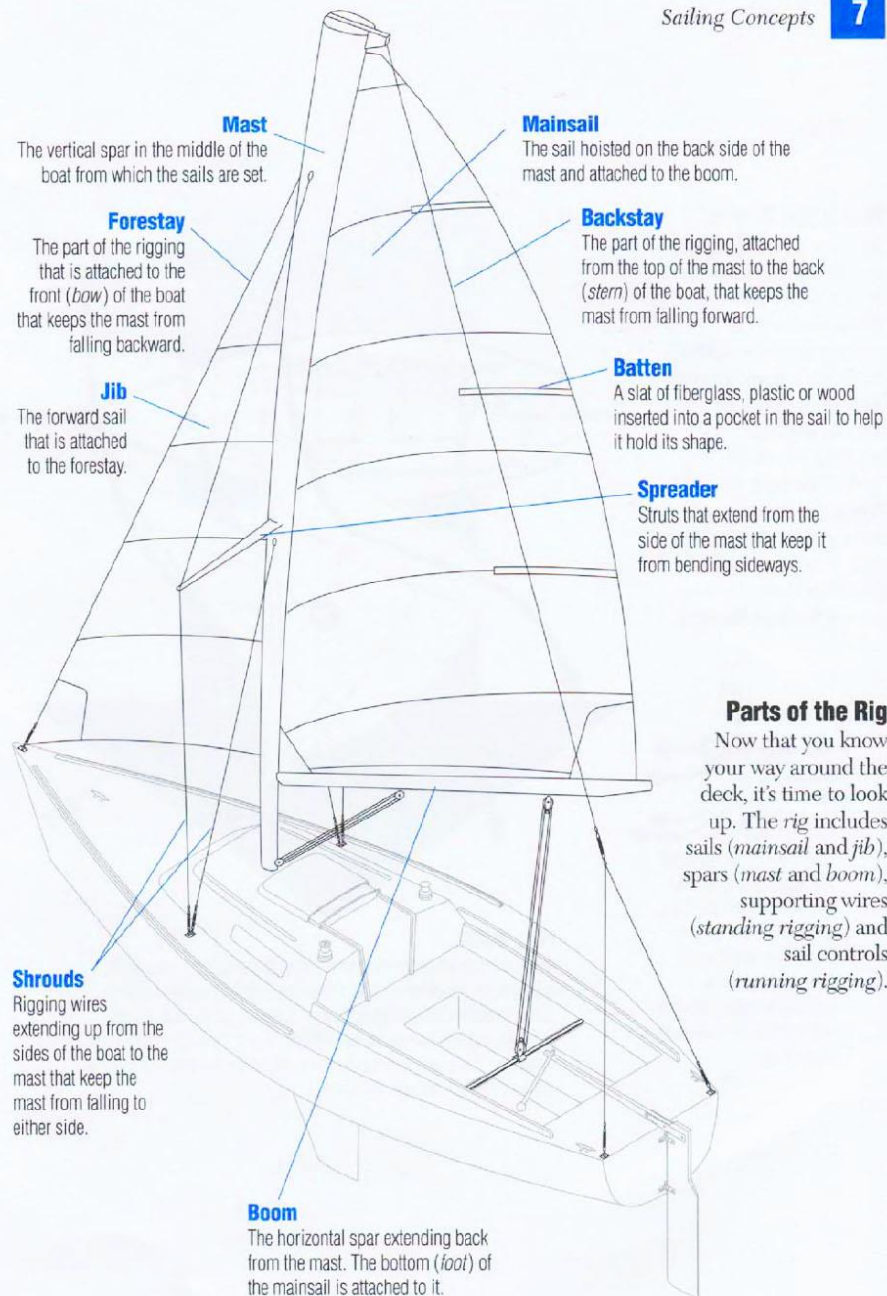 Sailing Concepts 7
Mast
The vertical spar in the middle of the
boat from which the sails are set.
Mainsail
The sail hoisted on the back side of the
mast and attached to the boom.
Forestay
The part of the rigging
that is attached to the
front (bow) of the boat
that keeps the mast from
falling backward.
Backstay
The part of the rigging, attached
from the top of the mast to the back
(stern) of the boat, that keeps the
mast from falling forward.
Jib
The forward sail
that is attached
to the forestay.
Batten
A slat of fiberglass, plastic or wood
inserted into a pocket in the sail to help
it hold its shape.
Spreader
Struts that extend from the
side of the mast that keep it
from bending sideways.
Parts of the Rig
Now that you know
your way around the
deck, it's time to look
up. The rig includes
sails (mainsail and jib),
spars (mast and boom),
supporting wires
(standing rigging) and
sail controls
(running rigging).
Shrouds
Rigging wires
extending up from the
sides of the boat to the
mast that keep the
mast from falling to
either side.
Boom
The horizontal spar extending back
from the mast. The bottom (foot) of
the mainsail is attached to it.